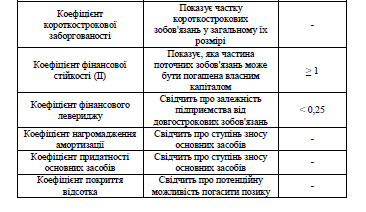 Коефіцієнт
короткострокової
заборгованості
Показує частку
короткострокових
зобов'язань у загальному їх
розмірі
-
Коефіцієнт фінансової
стійкості (ІІ)
Показує, яка частина
поточних зобов'язань може
бути погашена власним
капіталом
≥ 1
Коефіцієнт фінансового
левериджу
Свідчить про залежність
підприємства від
довгострокових зобов'язань
< 0,25
Коефіцієнт нагромадження
амортизації
Свідчить про ступінь зносу
основних засобів
-
Коефіцієнт придатності
основних засобів
Свідчить про ступінь зносу
основних засобів
-
Коефіцієнт покриття
відсотка
Свідчить про потенційну
можливість погасити позику
-